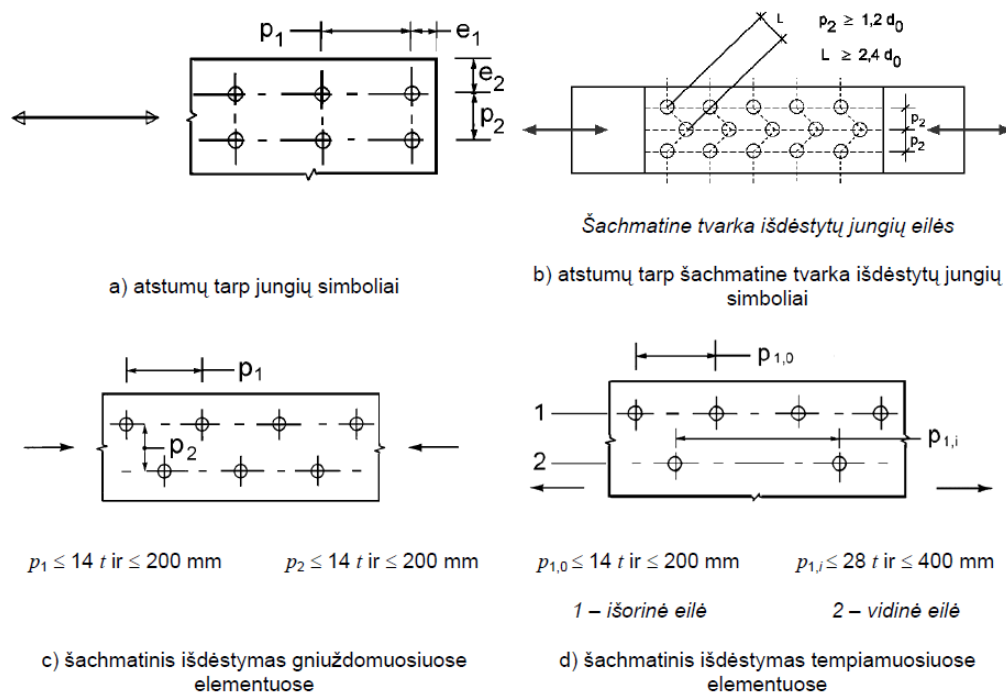 p₁
e₁
e₂
p₂
a) atstumų tarp jungių simboliai
L
p₂ ≥ 1,2 d₀
L ≥ 2,4 d₀
p₂
p₂
Šachmatine tvarka išdėstytų jungių eilės
b) atstumų tarp šachmatine tvarka išdėstytų jungių
simboliai
p₁
p₂
p₁ ≤ 14 t ir ≤ 200 mm
p₂ ≤ 14 t ir ≤ 200 mm
c) šachmatinis išdėstymas gniuždomuosiuose
elementuose
p₁,₀
1
p₁,ᵢ
2
p₁,₀ ≤ 14 t ir ≤ 200 mm
p₁,ᵢ ≤ 28 t ir ≤ 400 mm
1 – išorinė eilė
2 – vidinė eilė
d) šachmatinis išdėstymas tempiamuosiuose
elementuose